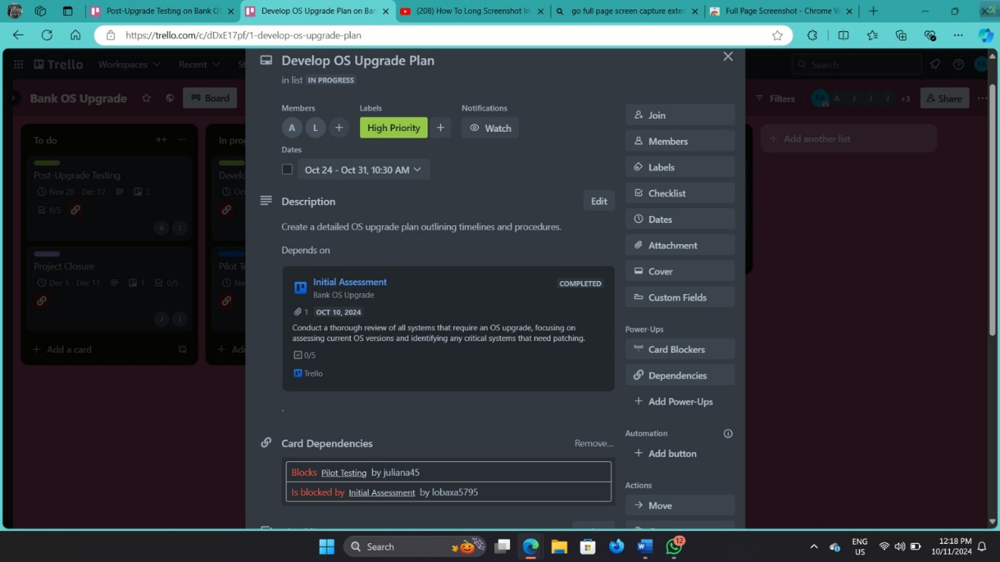 Post-Upgrade Testing on Bank OS
Develop OS Upgrade Plan on Ban
(208) How To Long Screenshot In
go full page screen capture exten
Full Page Screenshot - Chrome W
https://trello.com/c/dDxE17pf/1-develop-os-upgrade-plan
Trello
Workspaces
Recent
St
Search
FA
Bank OS Upgrade
Board
Filters
FA
A
J
J
J
+3
Share
To do
Post-Upgrade Testing
Nov 28 - Dec 12
2
0/5
A
J
Project Closure
Dec 5 - Dec 11
1
0/5
J
J
Add a card
In prog
Develo
Oc
Pilot Te
No
Add
Add another list
Develop OS Upgrade Plan
in list IN PROGRESS
Members
A
L
Labels
High Priority
Notifications
Watch
Dates
Oct 24 - Oct 31, 10:30 AM
Description
Edit
Create a detailed OS upgrade plan outlining timelines and procedures.
Depends on
Initial Assessment
COMPLETED
Bank OS Upgrade
1 OCT 10, 2024
Conduct a thorough review of all systems that require an OS upgrade, focusing on
assessing current OS versions and identifying any critical systems that need patching.
0/5
Trello
.
Card Dependencies
Remove...
Blocks Pilot Testing by juliana45
Is blocked by Initial Assessment by lobaxa5795
Join
Members
Labels
Checklist
Dates
Attachment
Cover
Custom Fields
Power-Ups
Card Blockers
Dependencies
Add Power-Ups
Automation
Add button
Actions
Move
Search
12
ENG
US
12:18 PM
10/11/2024